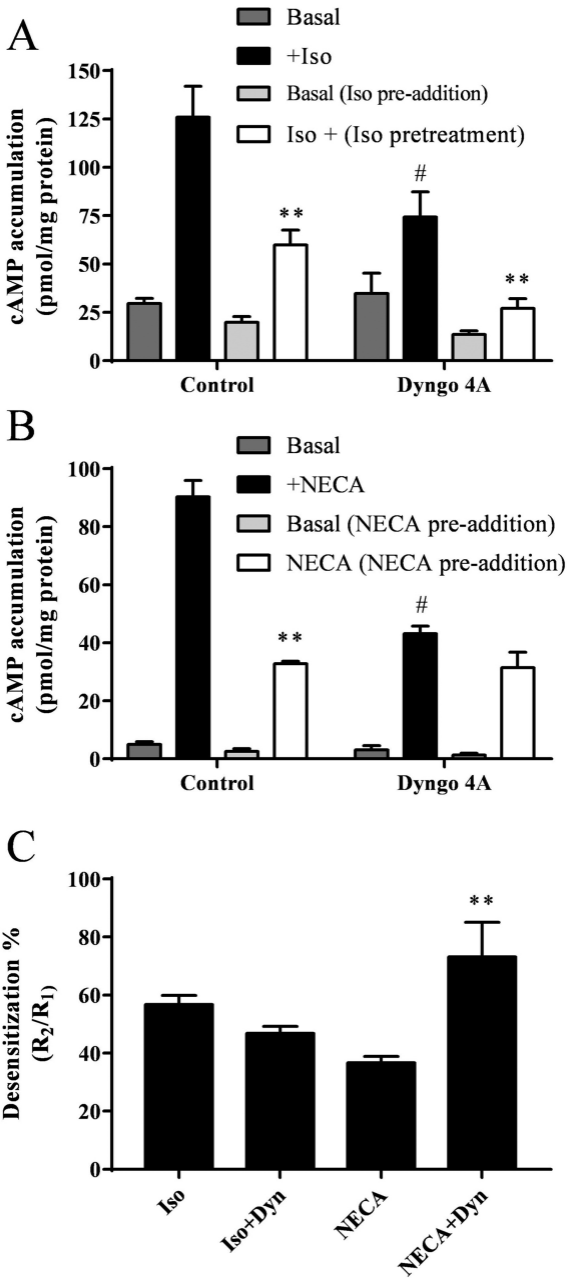 A
Basal
+Iso
Basal (Iso pre-addition)
Iso + (Iso pretreatment)
cAMP accumulation
(pmol/mg protein)
150
125
100
75
50
25
0
**
#
**
Control
Dyngo 4A
B
Basal
+NECA
Basal (NECA pre-addition)
NECA (NECA pre-addition)
cAMP accumulation
(pmol/mg protein)
100
80
60
40
20
0
**
#
Control
Dyngo 4A
C
Desensitization %
(R2/R1)
100
80
60
40
20
0
**
Iso
Iso+Dyn
NECA
NECA+Dyn